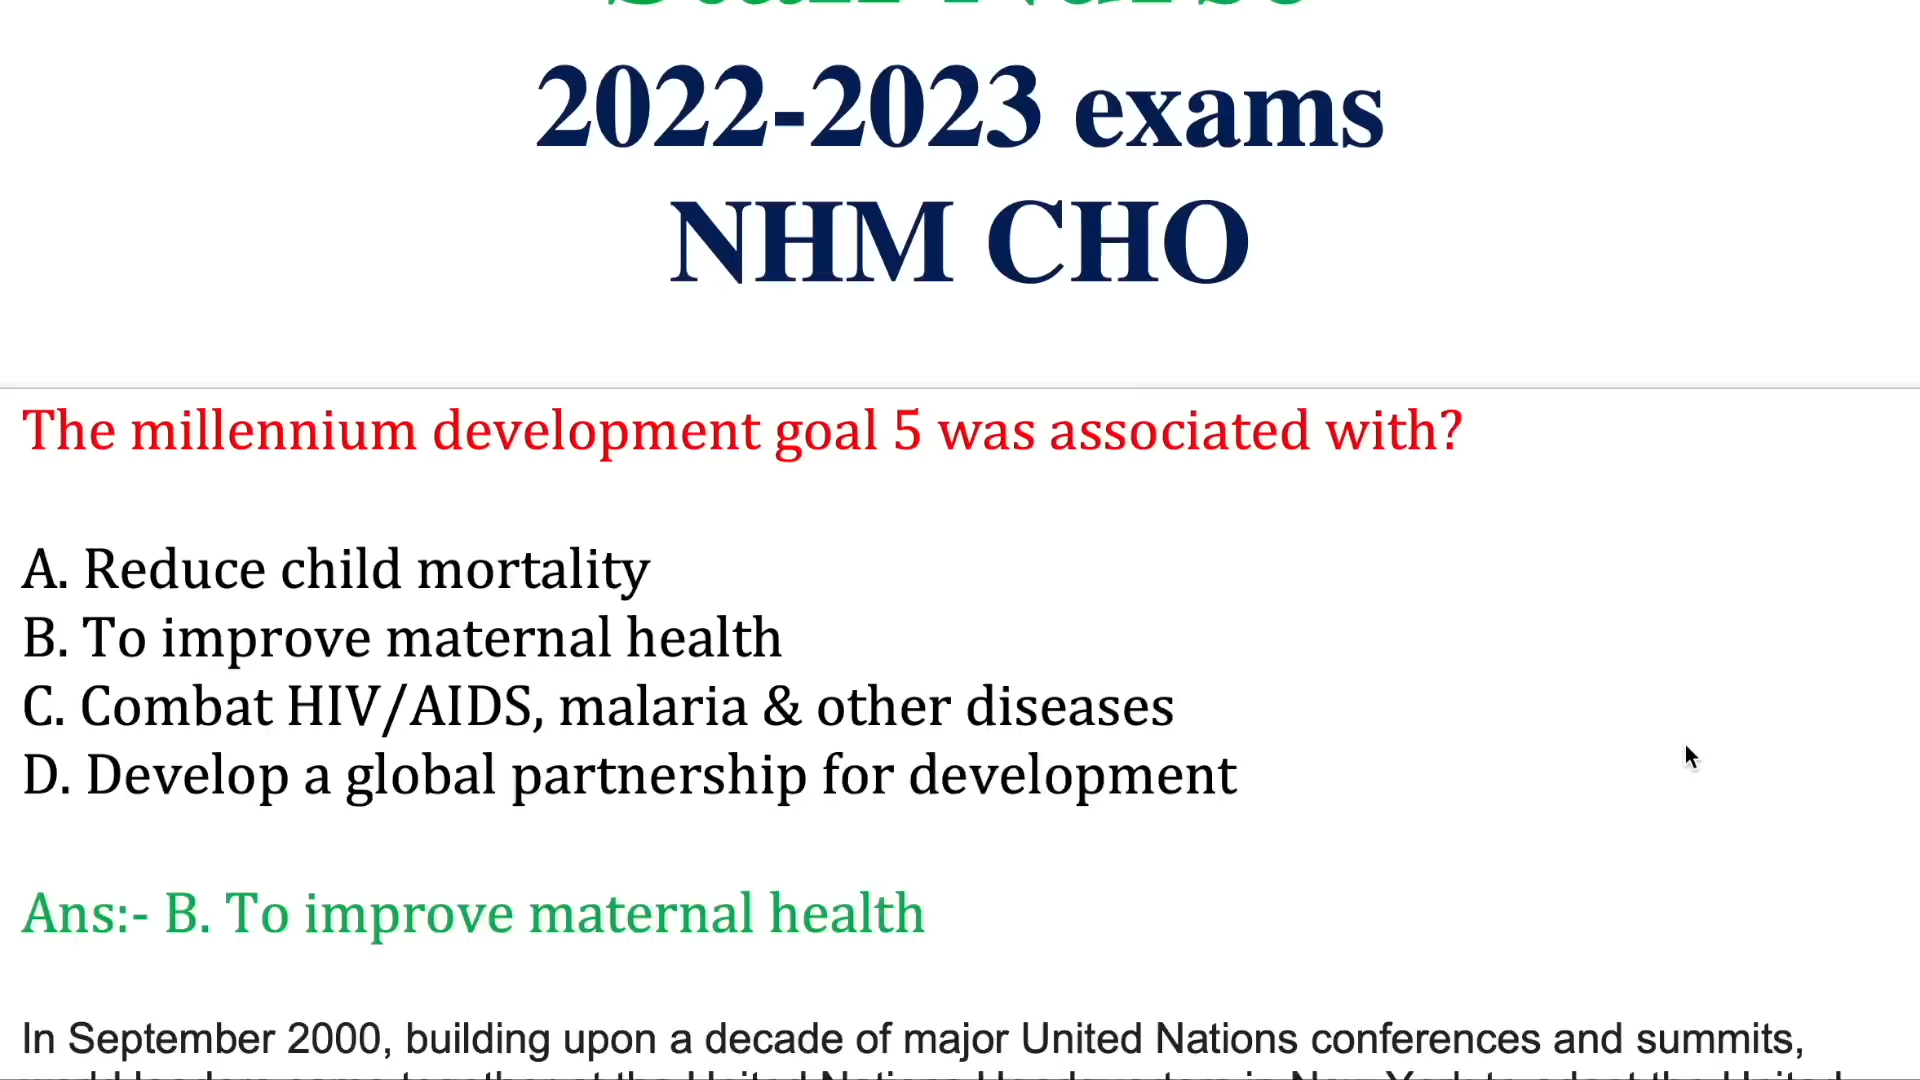 2022-2023 exams
NHM CHO
The millennium development goal 5 was associated with?
A. Reduce child mortality
B. To improve maternal health
C. Combat HIV/AIDS, malaria & other diseases
D. Develop a global partnership for development
Ans:- B. To improve maternal health
In September 2000, building upon a decade of major United Nations conferences and summits,